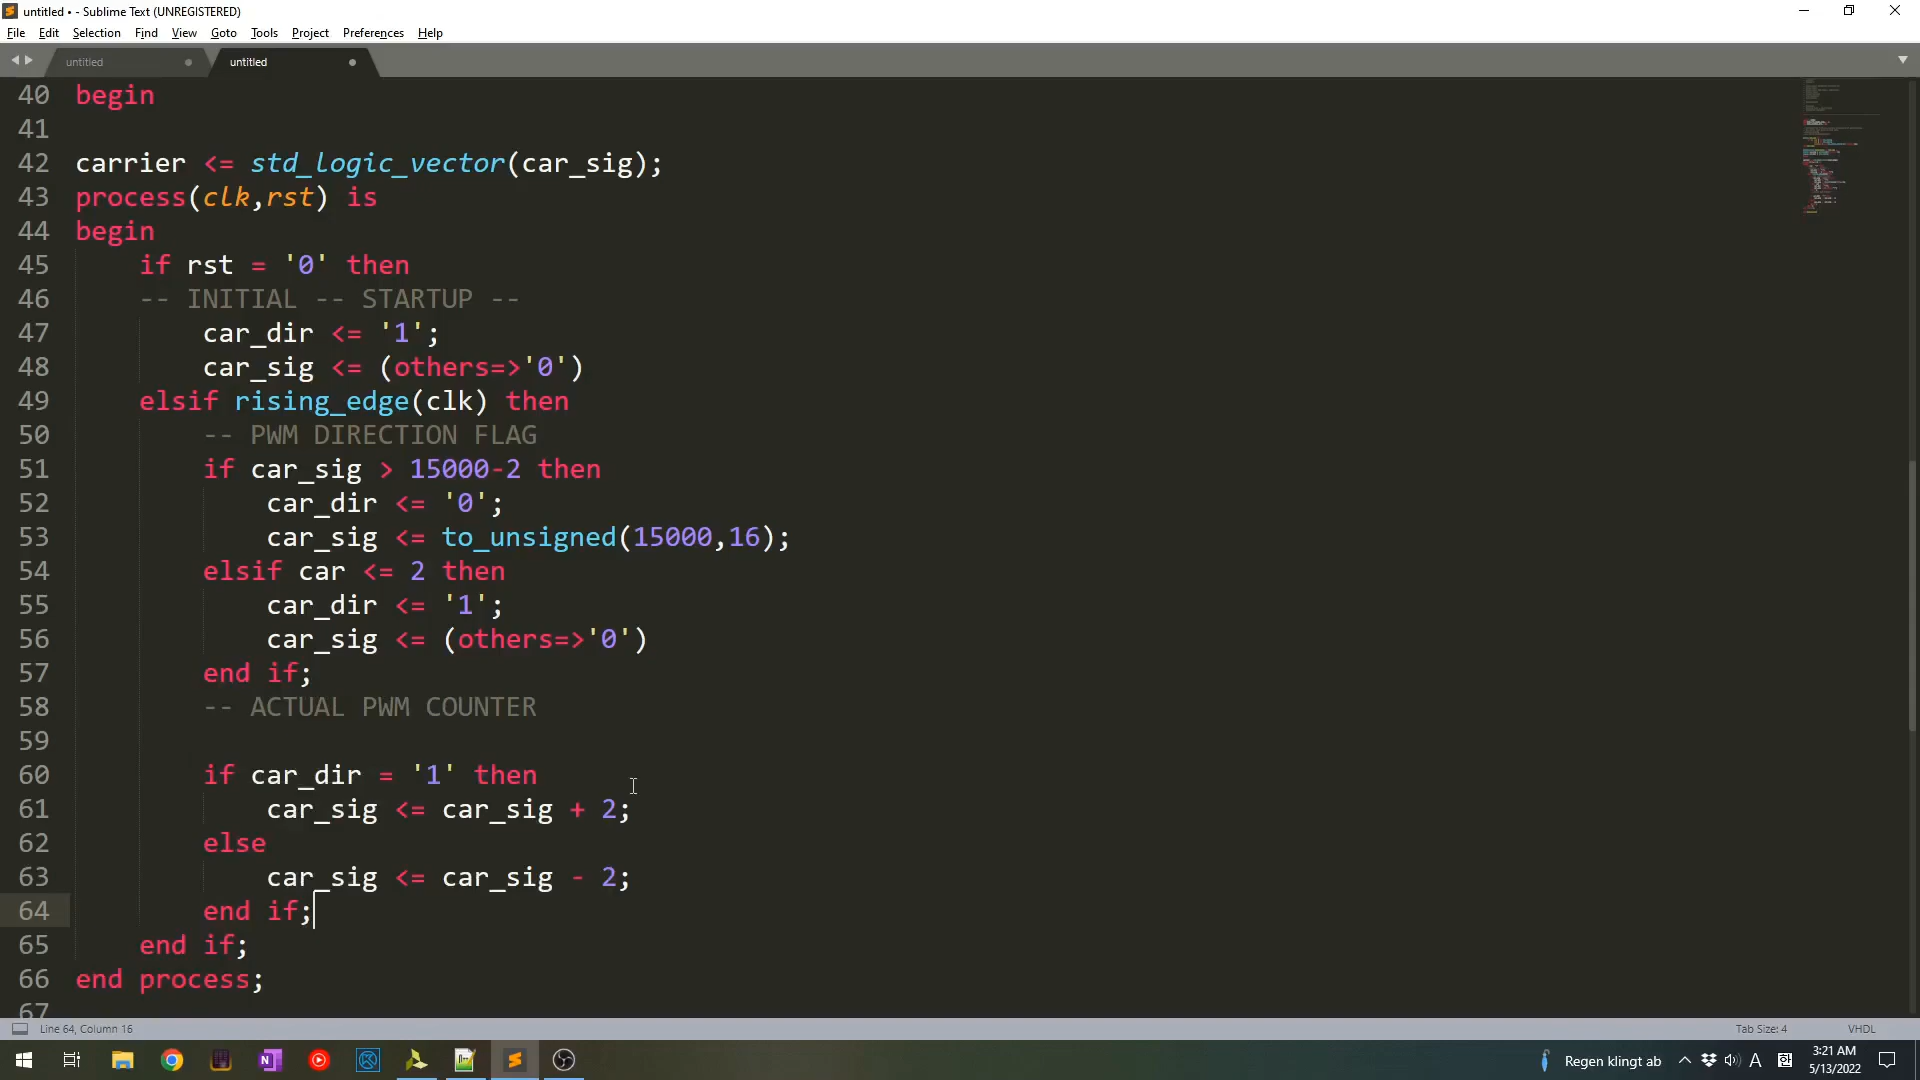 untitled • - Sublime Text (UNREGISTERED)
File Edit Selection Find View Goto Tools Project Preferences Help
untitled untitled
40 begin
41
42 carrier <= std_logic_vector(car_sig);
43 process(clk,rst) is
44 begin
45 if rst = '0' then
46 -- INITIAL -- STARTUP --
47 car_dir <= '1';
48 car_sig <= (others=>'0')
49 elsif rising_edge(clk) then
50 -- PWM DIRECTION FLAG
51 if car_sig > 15000-2 then
52 car_dir <= '0';
53 car_sig <= to_unsigned(15000,16);
54 elsif car <= 2 then
55 car_dir <= '1';
56 car_sig <= (others=>'0')
57 end if;
58 -- ACTUAL PWM COUNTER
59
60 if car_dir = '1' then
61 car_sig <= car_sig + 2;
62 else
63 car_sig <= car_sig - 2;
64 end if;
65 end if;
66 end process;
67
Line 64, Column 16 Tab Size: 4 VHDL
Regen klingt ab A 3:21 AM
5/13/2022